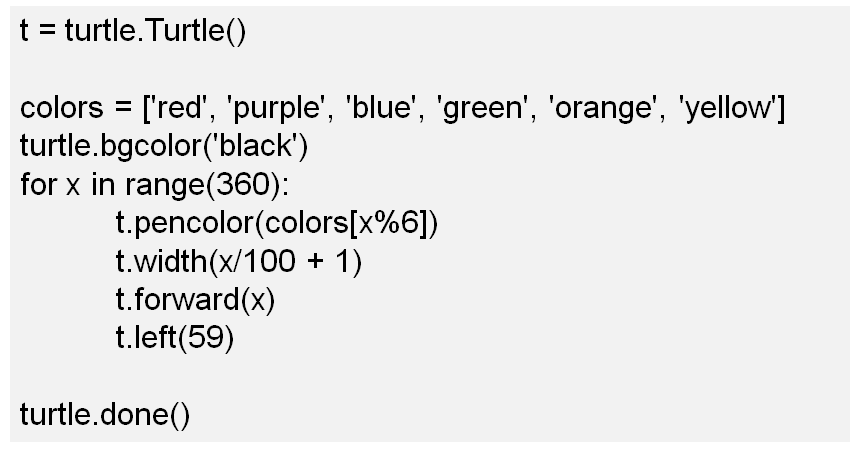 t = turtle.Turtle()
colors = ['red', 'purple', 'blue', 'green', 'orange', 'yellow']
turtle.bgcolor('black')
for x in range(360):
t.pencolor(colors[x%6])
t.width(x/100 + 1)
t.forward(x)
t.left(59)
turtle.done()